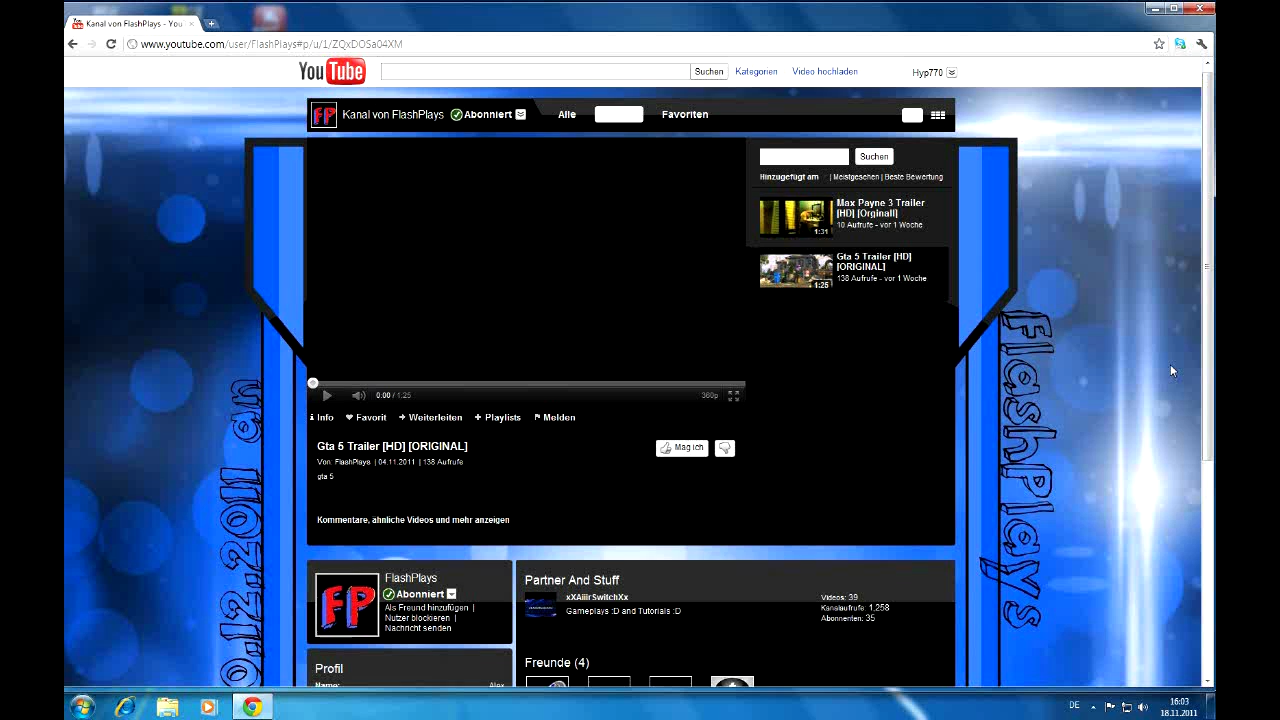 Kanal von FlashPlays - You
www.youtube.com/user/FlashPlays#p/u/1/ZQxDOSa04XM
YouTube
Suchen
Kategorien
Video hochladen
Hyp770
FP
Kanal von FlashPlays
Abonniert
Alle
Favoriten
Suchen
Hinzugefügt am | Meistgesehen | Beste Bewertung
Max Payne 3 Trailer
[HD] [Orginall]
10 Aufrufe - vor 1 Woche
1:31
Gta 5 Trailer [HD]
[ORIGINAL]
138 Aufrufe - vor 1 Woche
1:25
0:00 / 1:25
360p
Info
Favorit
Weiterleiten
Playlists
Melden
Gta 5 Trailer [HD] [ORIGINAL]
Mag ich
Von: FlashPlays | 04.11.2011 | 138 Aufrufe
gta 5
Kommentare, ähnliche Videos und mehr anzeigen
FlashPlays
FP
FlashPlays
Abonniert
Als Freund hinzufügen |
Nutzer blockieren |
Nachricht senden
Profil
Name:
Alex
Partner And Stuff
xXAiiirSwitchXx
Gameplays :D and Tutorials :D
Videos: 39
Kanalaufrufe: 1,258
Abonnenten: 35
Freunde (4)
DE
16:03
18.11.2011